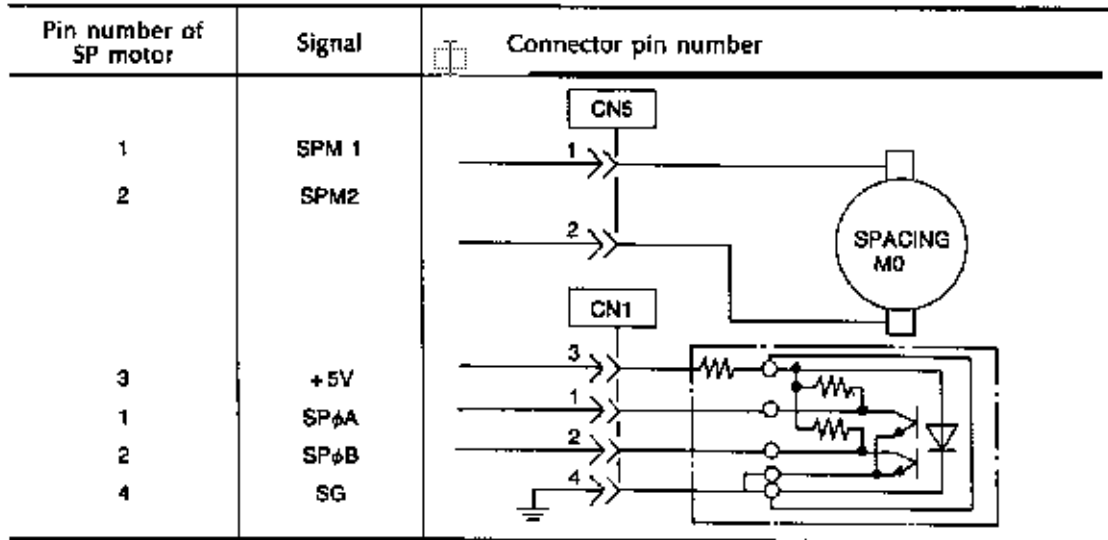 Pin number of SP motor
Signal
Connector pin number
CN5
1 SPM 1 1
2 SPM2
2
SPACING
M0
CN1
3 +5V 3
1 SPϕA 1
2 SPϕB 2
4 SG 4